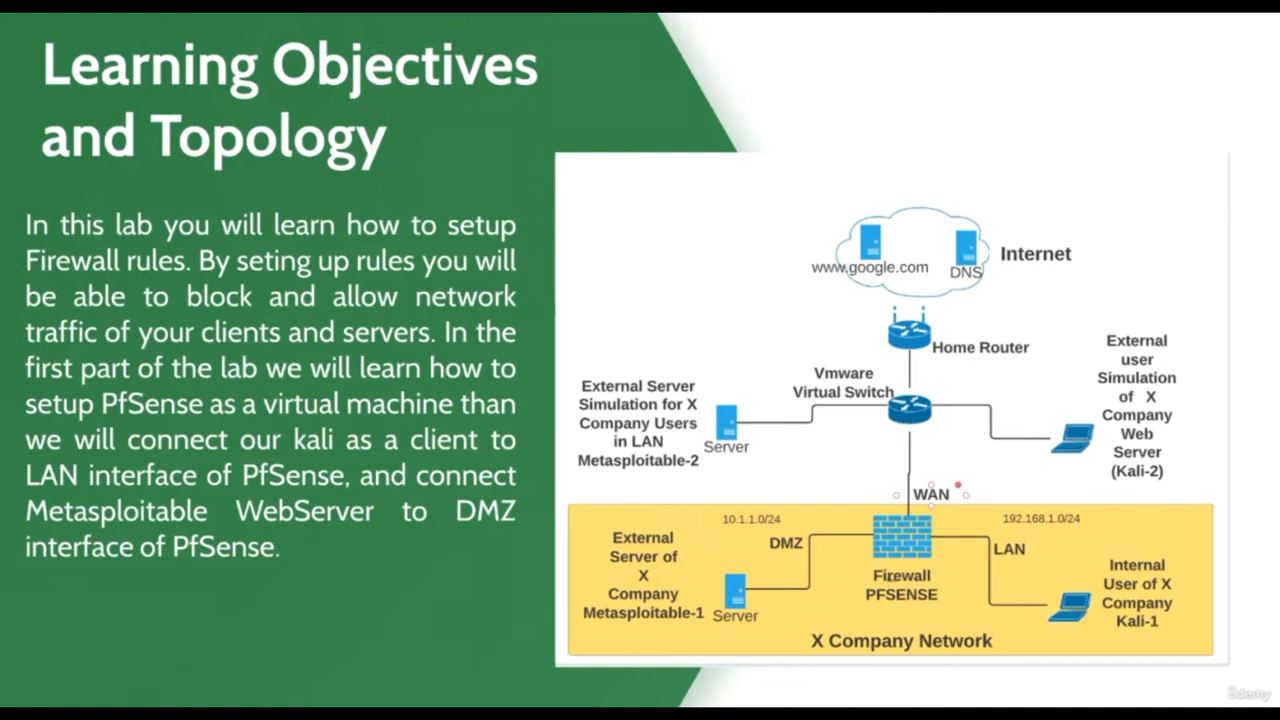 Learning Objectives
and Topology
In this lab you will learn how to setup
Firewall rules. By seting up rules you will
be able to block and allow network
traffic of your clients and servers. In the
first part of the lab we will learn how to
setup PfSense as a virtual machine than
we will connect our kali as a client to
LAN interface of PfSense, and connect
Metasploitable WebServer to DMZ
interface of PfSense.
www.google.com
DNS
Internet
Home Router
Vmware
Virtual Switch
External Server
Simulation for X
Company Users
in LAN
Metasploitable-2
Server
External
user
Simulation
of X
Company
Web
Server
(Kali-2)
WAN
10.1.1.0/24
192.168.1.0/24
DMZ
LAN
External
Server of
X
Company
Metasploitable-1
Server
Firewall
PFSENSE
Internal
User of X
Company
Kali-1
X Company Network
ûdemy